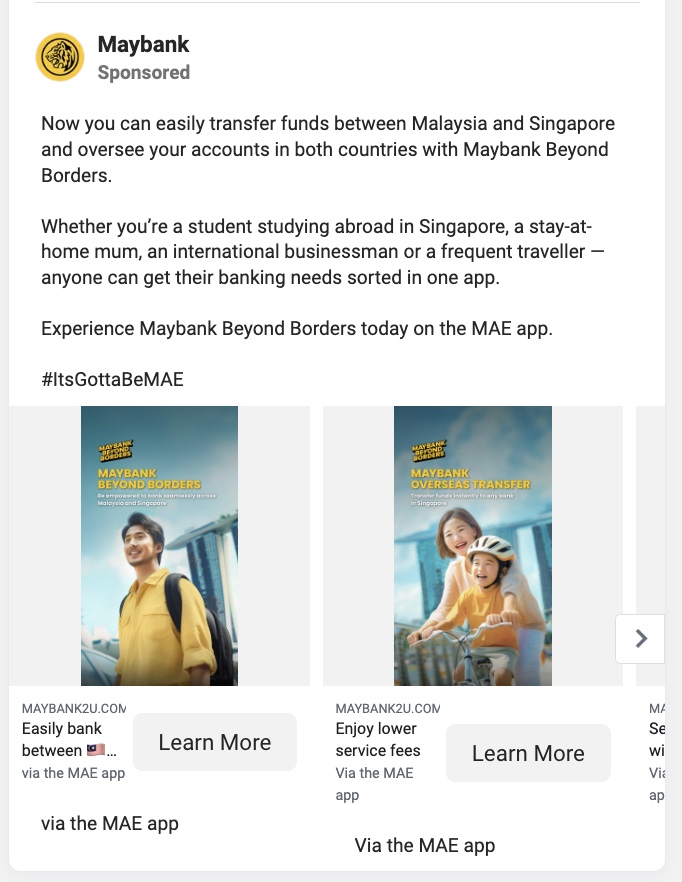 Maybank
Sponsored
Now you can easily transfer funds between Malaysia and Singapore
and oversee your accounts in both countries with Maybank Beyond
Borders.
Whether you’re a student studying abroad in Singapore, a stay-at-
home mum, an international businessman or a frequent traveller —
anyone can get their banking needs sorted in one app.
Experience Maybank Beyond Borders today on the MAE app.
#ItsGottaBeMAE
MAYBANK
BEYOND
BORDERS
MAYBANK
BEYOND BORDERS
Be empowered to bank seamlessly across
Malaysia and Singapore
MAYBANK
BEYOND
BORDERS
MAYBANK
OVERSEAS TRANSFER
Transfer funds instantly to any bank
in Singapore
MAYBANK2U.COM
Easily bank
between 🇲🇾...
via the MAE app
Learn More
via the MAE app
MAYBANK2U.COM
Enjoy lower
service fees
Via the MAE
app
Learn More
Via the MAE app
MA
Se
wi
Via
ap